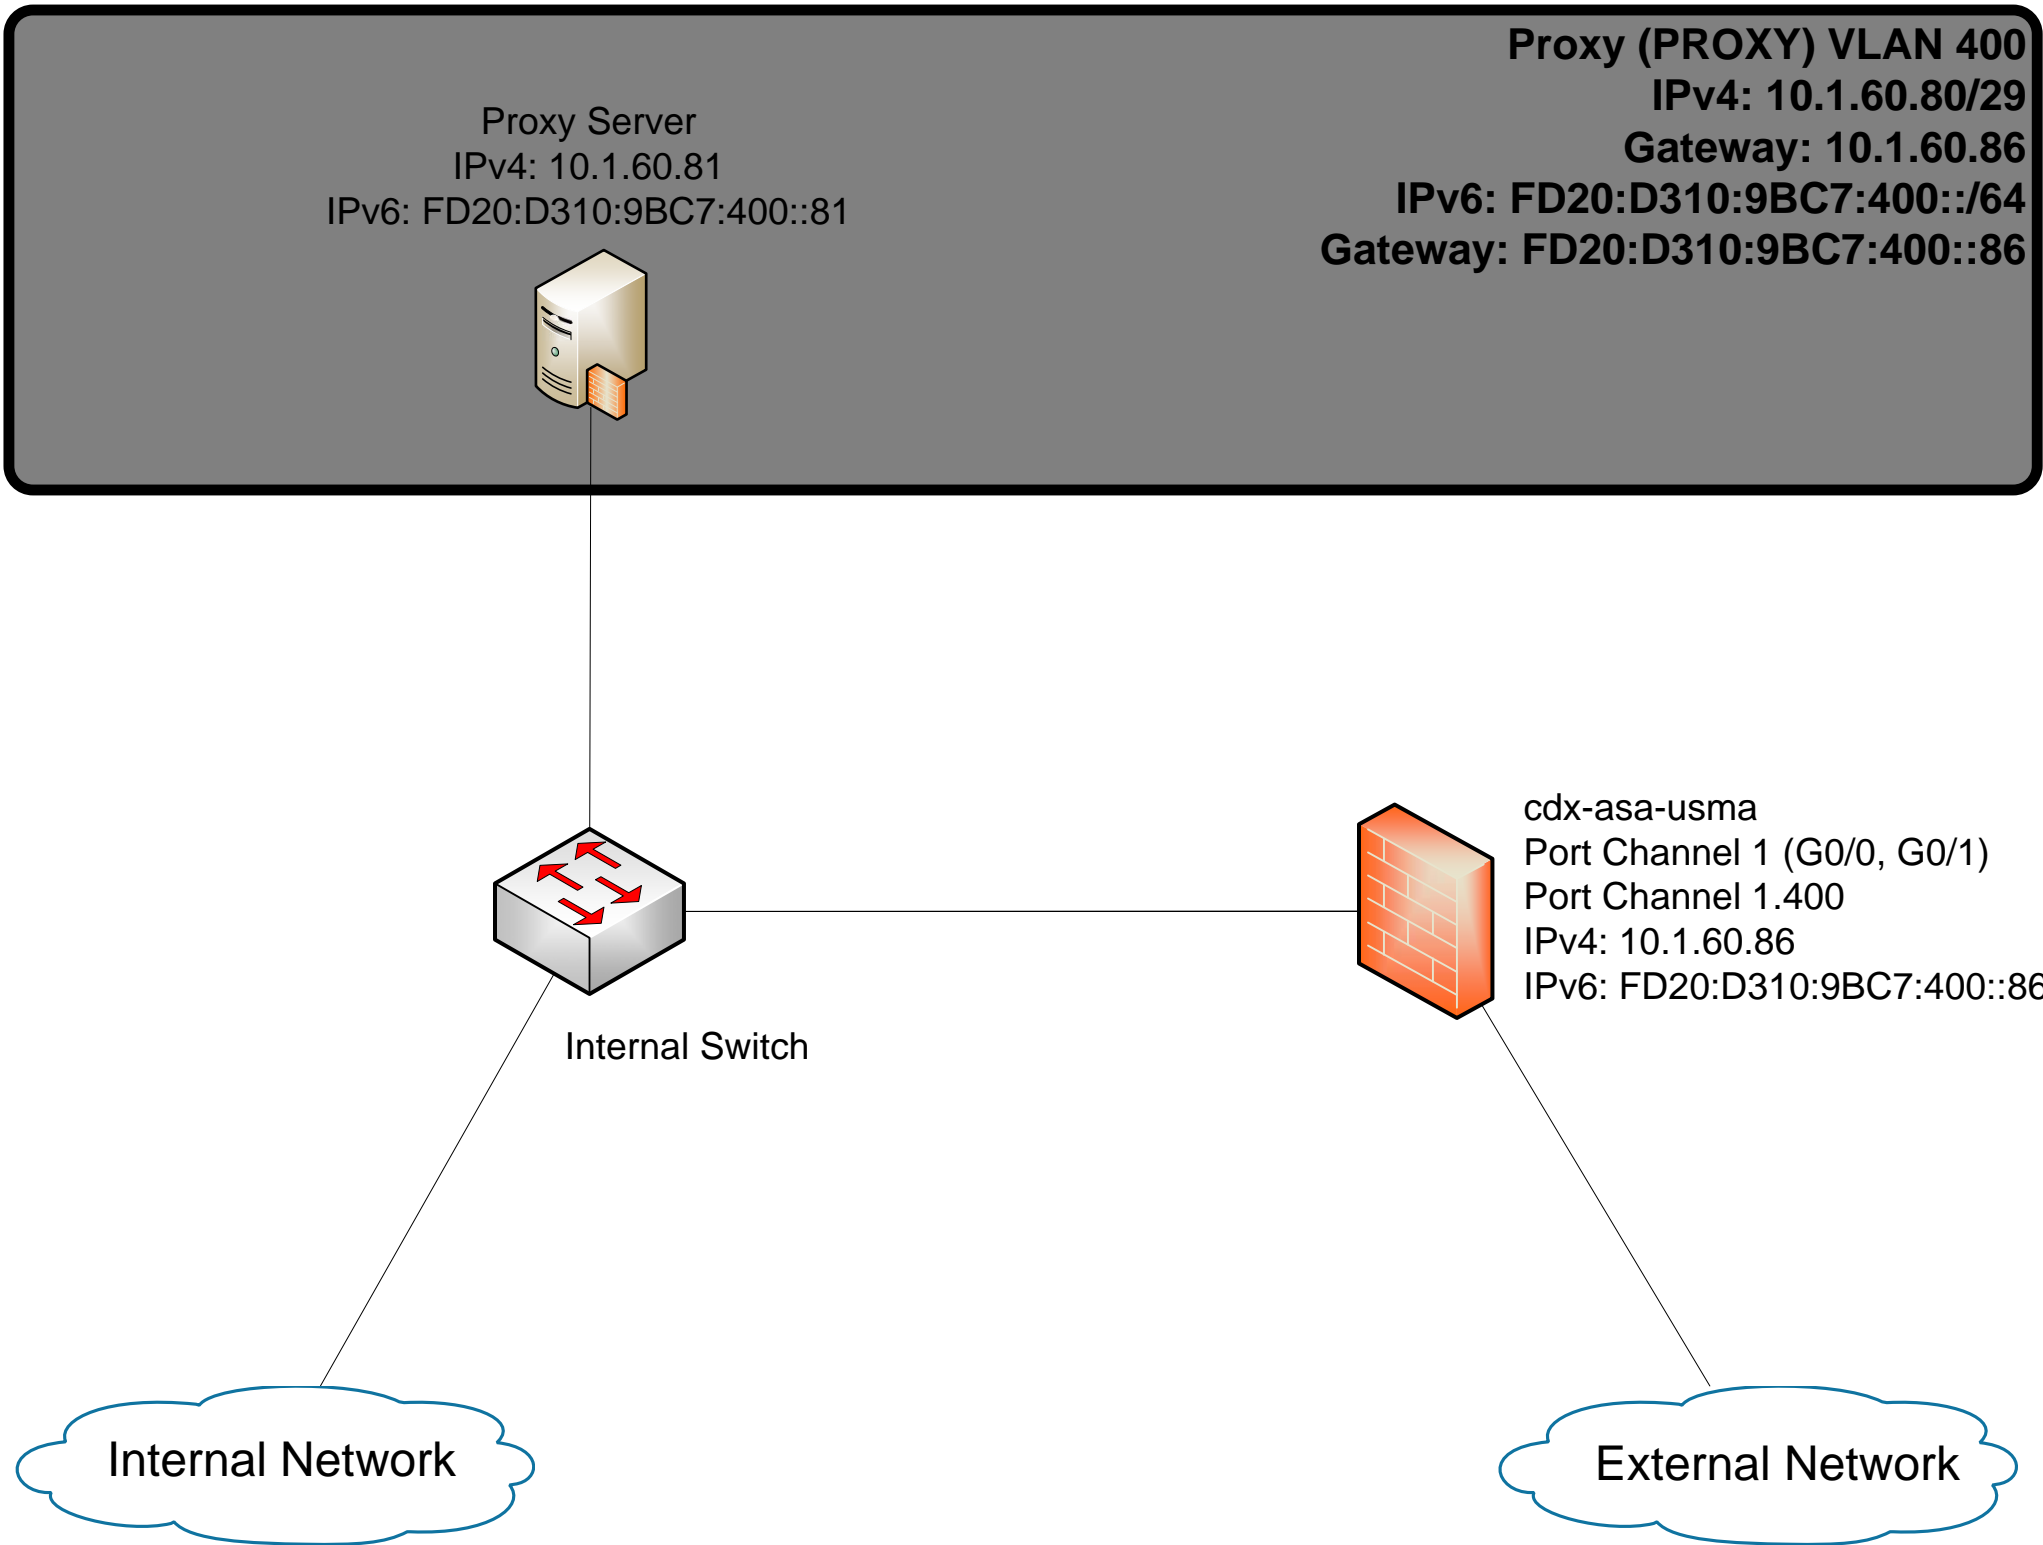 Proxy (PROXY) VLAN 400
IPv4: 10.1.60.80/29
Gateway: 10.1.60.86
IPv6: FD20:D310:9BC7:400::/64
Gateway: FD20:D310:9BC7:400::86
Proxy Server
IPv4: 10.1.60.81
IPv6: FD20:D310:9BC7:400::81
cdx-asa-usma
Port Channel 1 (G0/0, G0/1)
Port Channel 1.400
IPv4: 10.1.60.86
IPv6: FD20:D310:9BC7:400::86
Internal Switch
Internal Network
External Network